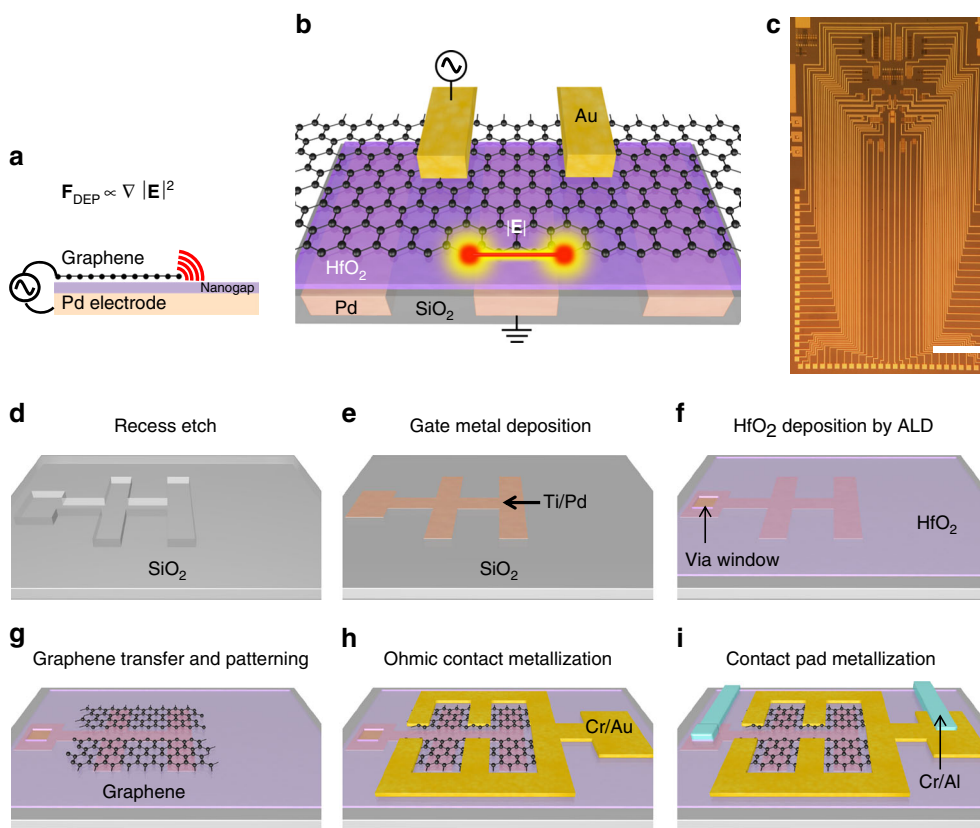 a
F_DEP ∝ ∇ |E|²
Graphene
Nanogap
Pd electrode
b
Au
|E|
HfO₂
Pd
SiO₂
c
d
Recess etch
SiO₂
e
Gate metal deposition
Ti/Pd
SiO₂
f
HfO₂ deposition by ALD
HfO₂
Via window
g
Graphene transfer and patterning
Graphene
h
Ohmic contact metallization
Cr/Au
i
Contact pad metallization
Cr/Al